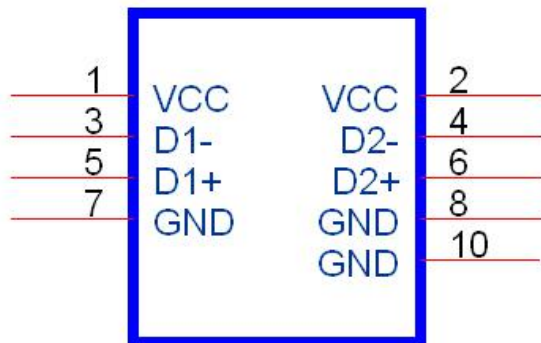 1 VCC VCC 2
3 D1- D2- 4
5 D1+ D2+ 6
7 GND GND 8
GND 10